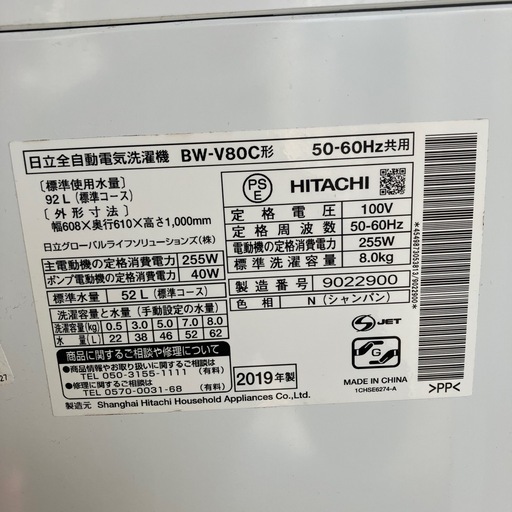 日立全自動電気洗濯機 BW-V80C形 50-60Hz共用
[標準使用水量]
92L(標準コース)
[外形寸法]
幅608×奥行610×高さ1,000mm
日立グローバルライフソリューションズ(株)
主電動機の定格消費電力 255W
ポンプ電動機の定格消費電力 40W
標準水量 52L(標準コース)
洗濯容量と水量(手動設定の水量)
洗濯容量(kg) 0.5 3.0 5.0 7.0 8.0
水量(L) 22 38 46 52 62
商品に関するご相談や修理について
●商品に関するご相談
TEL 050-3155-1111 (有料)
●修理に関するご相談
TEL 0570-0031-68 (有料)
2019年製
製造元 Shanghai Hitachi Household Appliances Co.,Ltd.
PS
E
HITACHI
定格電圧 100V
定格周波数 50-60Hz
電動機の定格消費電力 255W
標準洗濯容量 8.0kg
製造番号 9022900
色相 N(シャンパン)
S JET
G
MADE IN CHINA
1CHSE6274-A
>PP<
*4549873053813/9022900*
27